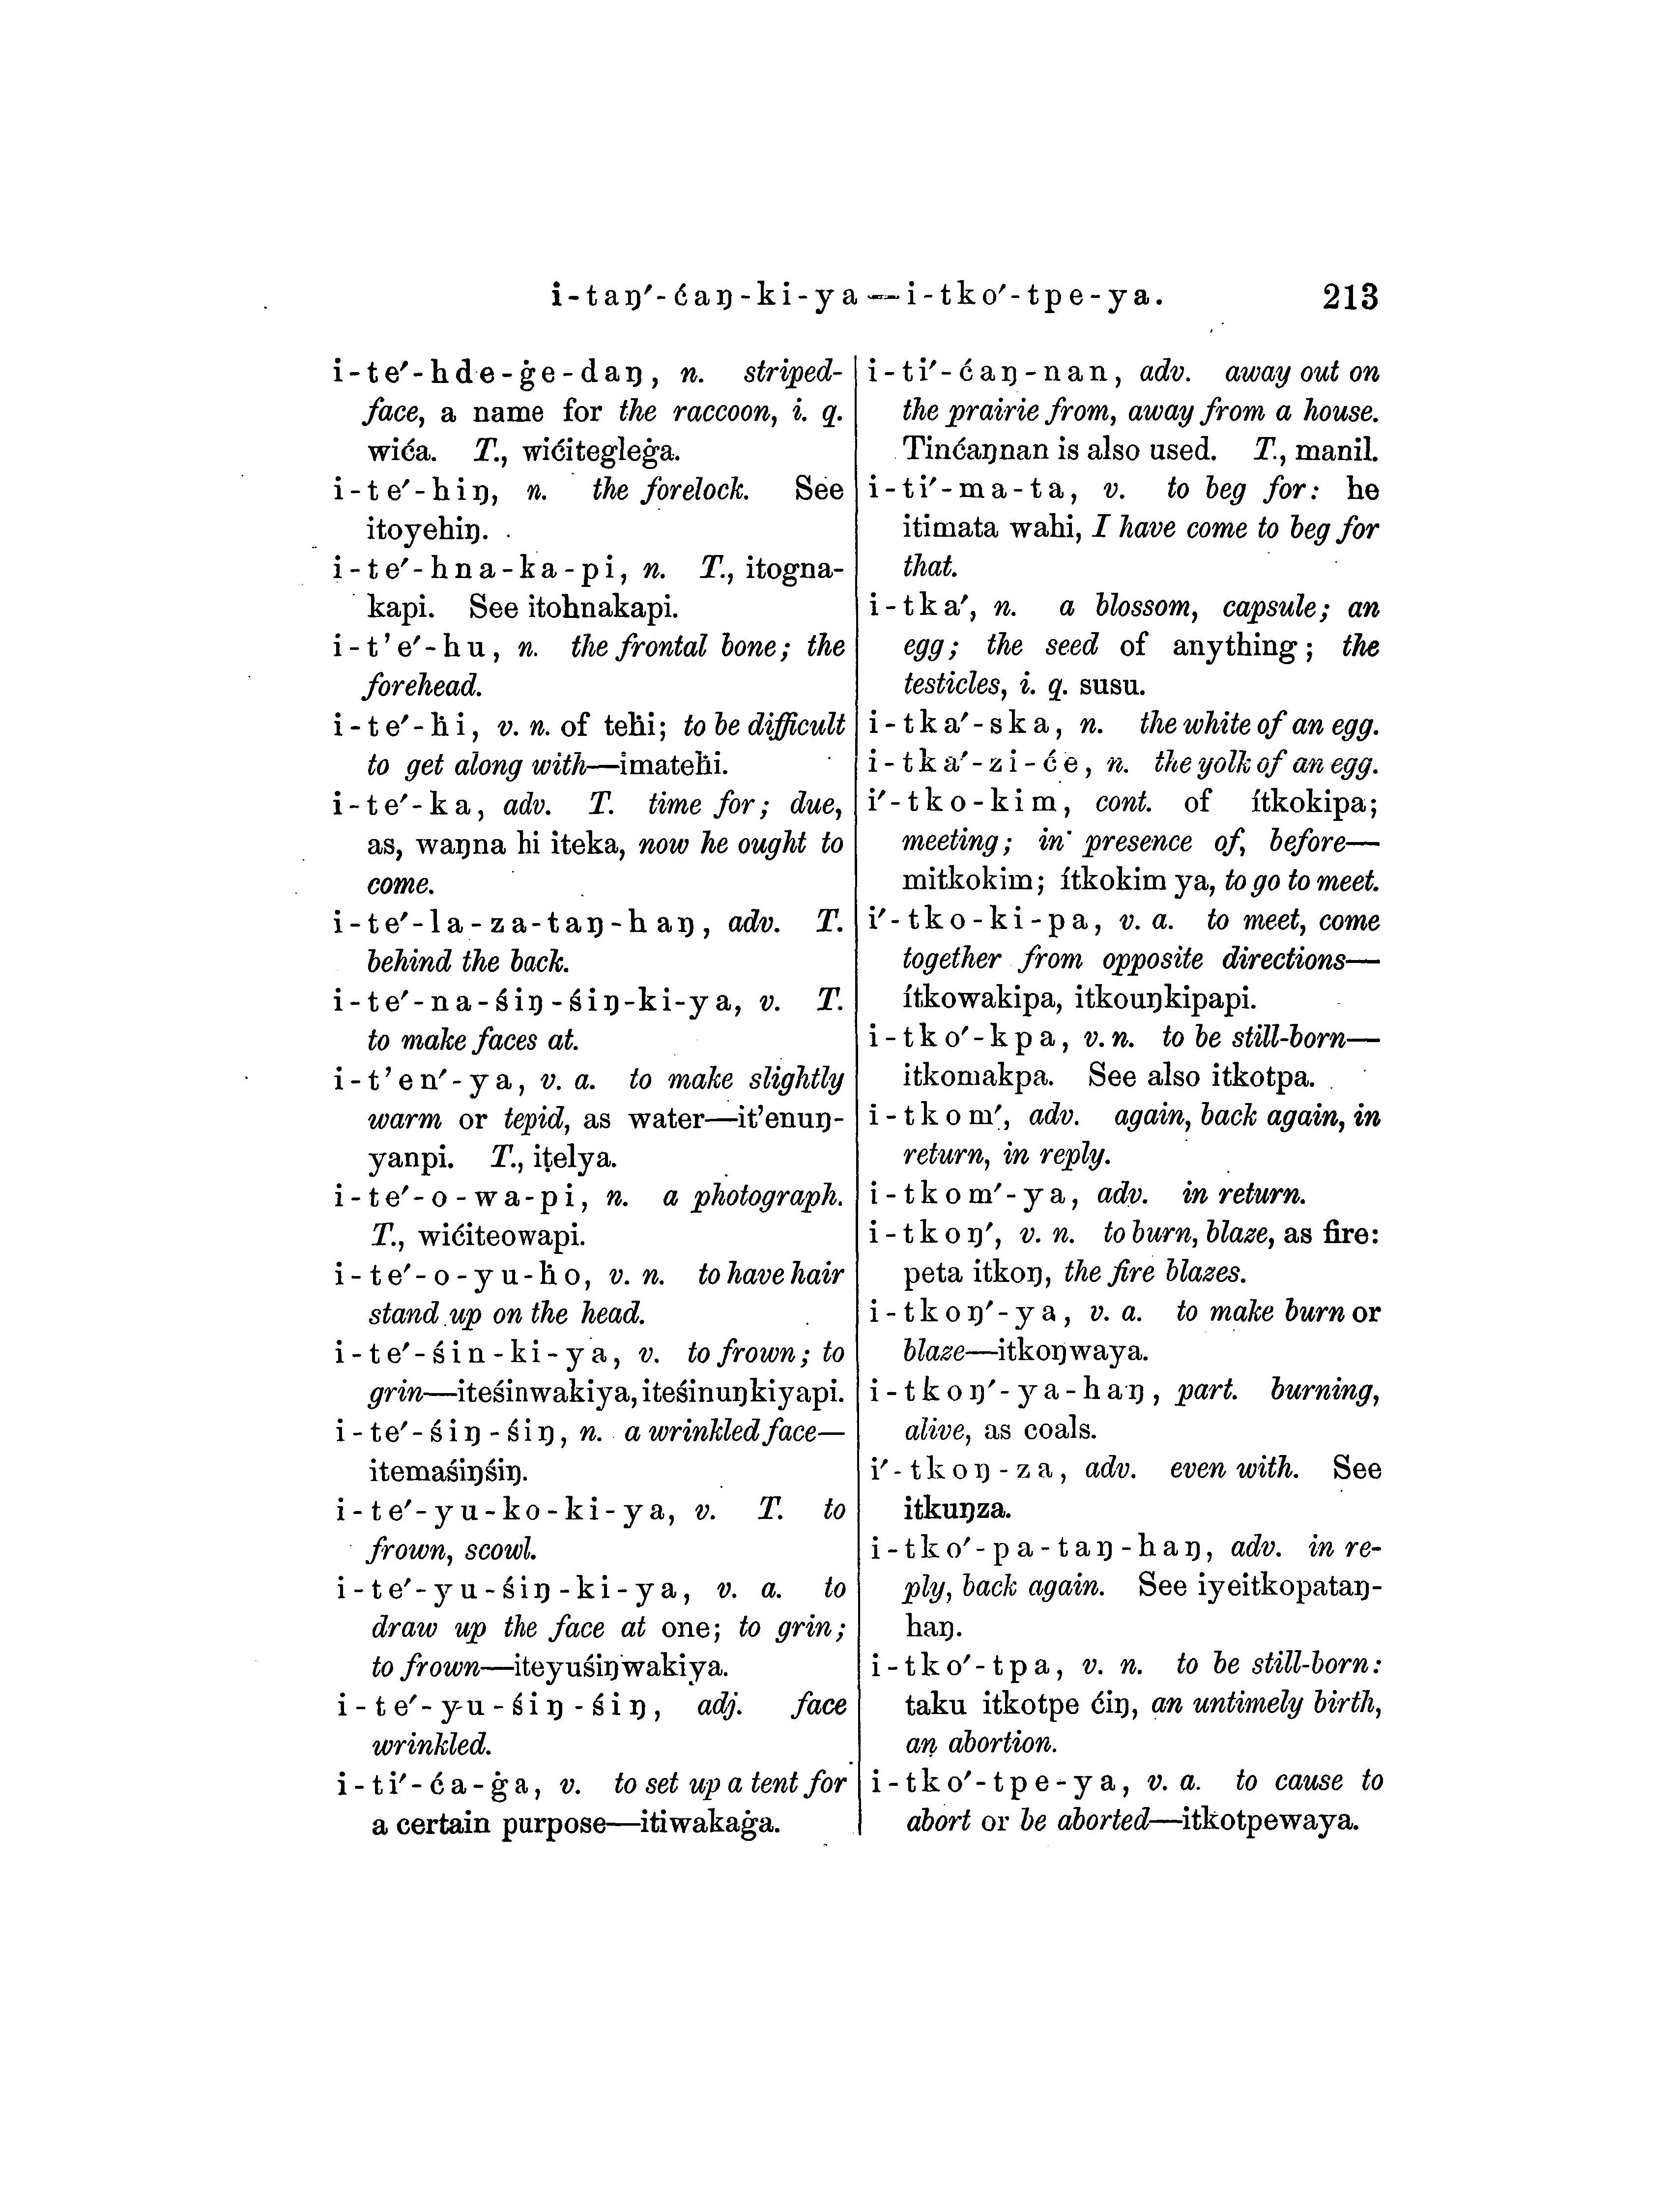 i-taŋ′-ćaŋ-ki-ya—i-tko′-tpe-ya. 213
i-te′-hde-ġe-daŋ, n. striped-
face, a name for the raccoon, i. q.
wića. T., wićitegleġa.
i-te′-hiŋ, n. the forelock. See
itoyehiŋ.
i-te′-hna-ka-pi, n. T., itogna-
kapi. See itohnakapi.
i-t’e′-hu, n. the frontal bone; the
forehead.
i-te′-ḣi, v. n. of teḣi; to be difficult
to get along with—imateḣi.
i-te′-ka, adv. T. time for; due,
as, waŋna hi iteka, now he ought to
come.
i-te′-la-za-taŋ-haŋ, adv. T.
behind the back.
i-te′-na-śiŋ-śiŋ-ki-ya, v. T.
to make faces at.
i-t’en′-ya, v. a. to make slightly
warm or tepid, as water—it’enuŋ-
yanpi. T., iṭelya.
i-te′-o-wa-pi, n. a photograph.
T., wićiteowapi.
i-te′-o-yu-ḣo, v. n. to have hair
stand up on the head.
i-te′-śin-ki-ya, v. to frown; to
grin—iteśinwakiya, iteśinuŋkiyapi.
i-te′-śiŋ-śiŋ, n. a wrinkled face—
itemaśiŋśiŋ.
i-te′-yu-ko-ki-ya, v. T. to
frown, scowl.
i-te′-yu-śiŋ-ki-ya, v. a. to
draw up the face at one; to grin;
to frown—iteyuśiŋwakiya.
i-te′-yu-śiŋ-śiŋ, adj. face
wrinkled.
i-ti′-ća-ġa, v. to set up a tent for
a certain purpose—itiwakaġa.
i-ti′-ćaŋ-nan, adv. away out on
the prairie from, away from a house.
Tinćaŋnan is also used. T., manil.
i-ti′-ma-ta, v. to beg for: he
itimata wahi, I have come to beg for
that.
i-tka′, n. a blossom, capsule; an
egg; the seed of anything; the
testicles, i. q. susu.
i-tka′-ska, n. the white of an egg.
i-tka′-zi-će, n. the yolk of an egg.
i′-tko-kim, cont. of ítkokipa;
meeting; in presence of, before—
mitkokim; ítkokim ya, to go to meet.
i′-tko-ki-pa, v. a. to meet, come
together from opposite directions—
ítkowakipa, itkouŋkipapi.
i-tko′-kpa, v. n. to be still-born—
itkomakpa. See also itkotpa.
i-tkom′, adv. again, back again, in
return, in reply.
i-tkom′-ya, adv. in return.
i-tkoŋ′, v. n. to burn, blaze, as fire:
peta itkoŋ, the fire blazes.
i-tkoŋ′-ya, v. a. to make burn or
blaze—itkoŋwaya.
i-tkoŋ′-ya-haŋ, part. burning,
alive, as coals.
i′-tkoŋ-za, adv. even with. See
itkuŋza.
i-tko′-pa-taŋ-haŋ, adv. in re-
ply, back again. See iyeitkopataŋ-
haŋ.
i-tko′-tpa, v. n. to be still-born:
taku itkotpe ćiŋ, an untimely birth,
an abortion.
i-tko′-tpe-ya, v. a. to cause to
abort or be aborted—itkotpewaya.